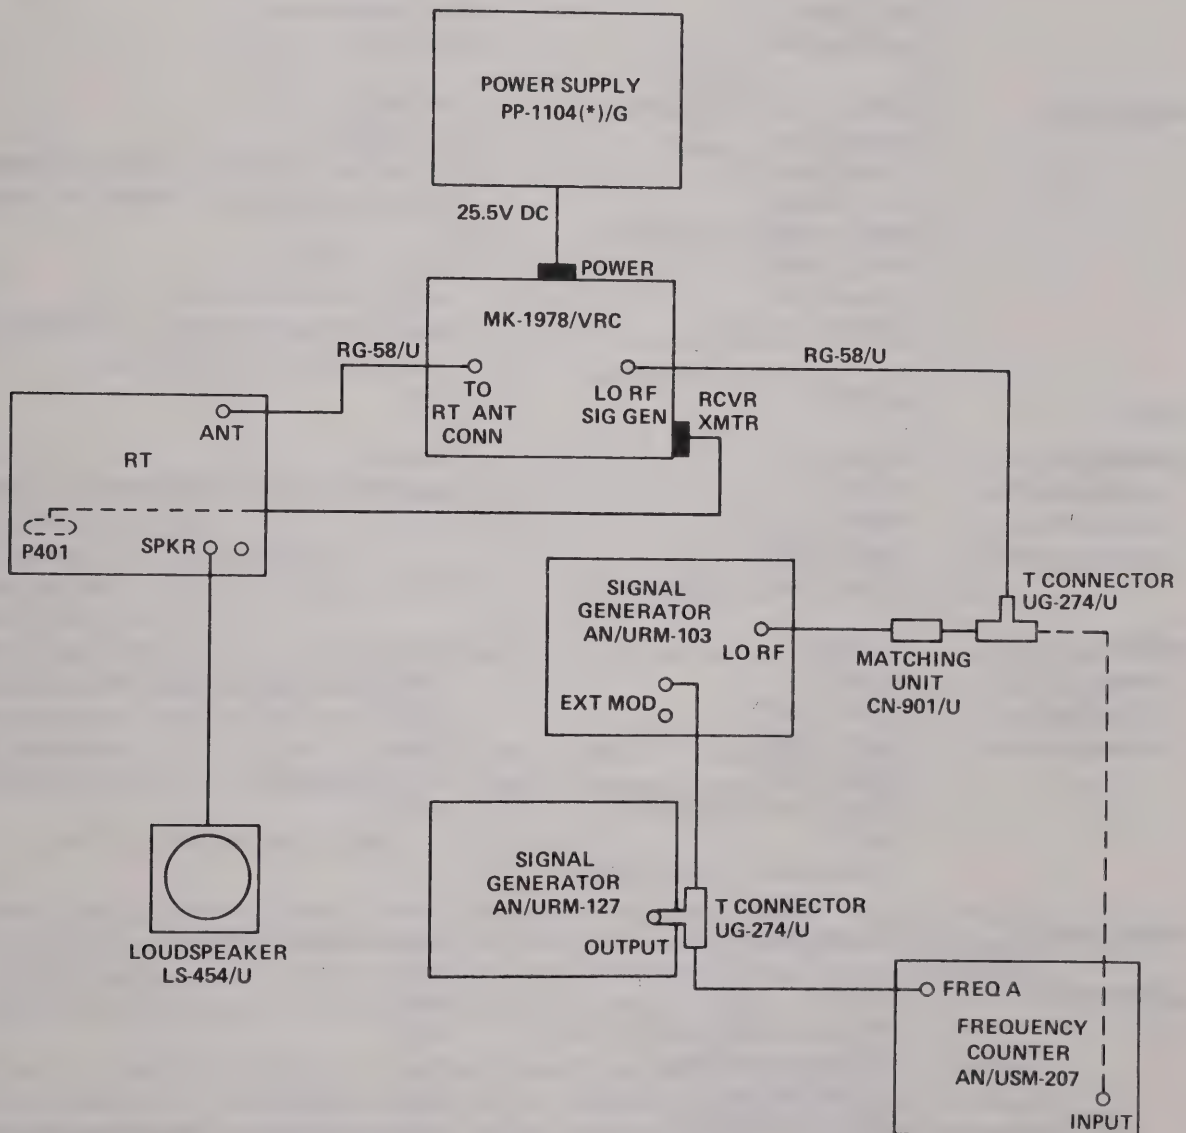 POWER SUPPLY
PP-1104(*)/G
25.5V DC
POWER
MK-1978/VRC
RG-58/U
TO
RT ANT
CONN
LO RF
SIG GEN
RCVR
XMTR
RG-58/U
ANT
RT
P401
SPKR
SIGNAL
GENERATOR
AN/URM-103
LO RF
EXT MOD
T CONNECTOR
UG-274/U
MATCHING
UNIT
CN-901/U
SIGNAL
GENERATOR
AN/URM-127
OUTPUT
T CONNECTOR
UG-274/U
LOUDSPEAKER
LS-454/U
FREQ A
FREQUENCY
COUNTER
AN/USM-207
INPUT